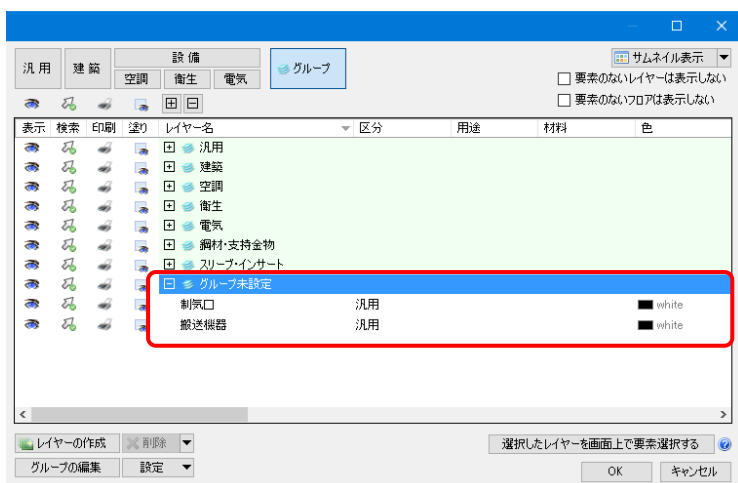 設備
サムネイル表示
汎用 建築 空調 衛生 電気 グループ
要素のないレイヤーは表示しない
要素のないフロアは表示しない
表示 検索 印刷 塗り レイヤー名 区分 用途 材料 色
汎用
建築
空調
衛生
電気
鋼材・支持金物
スリーブ・インサート
グループ未設定
制気口 汎用 white
搬送機器 汎用 white
レイヤーの作成 削除 選択したレイヤーを画面上で要素選択する
グループの編集 設定 OK キャンセル